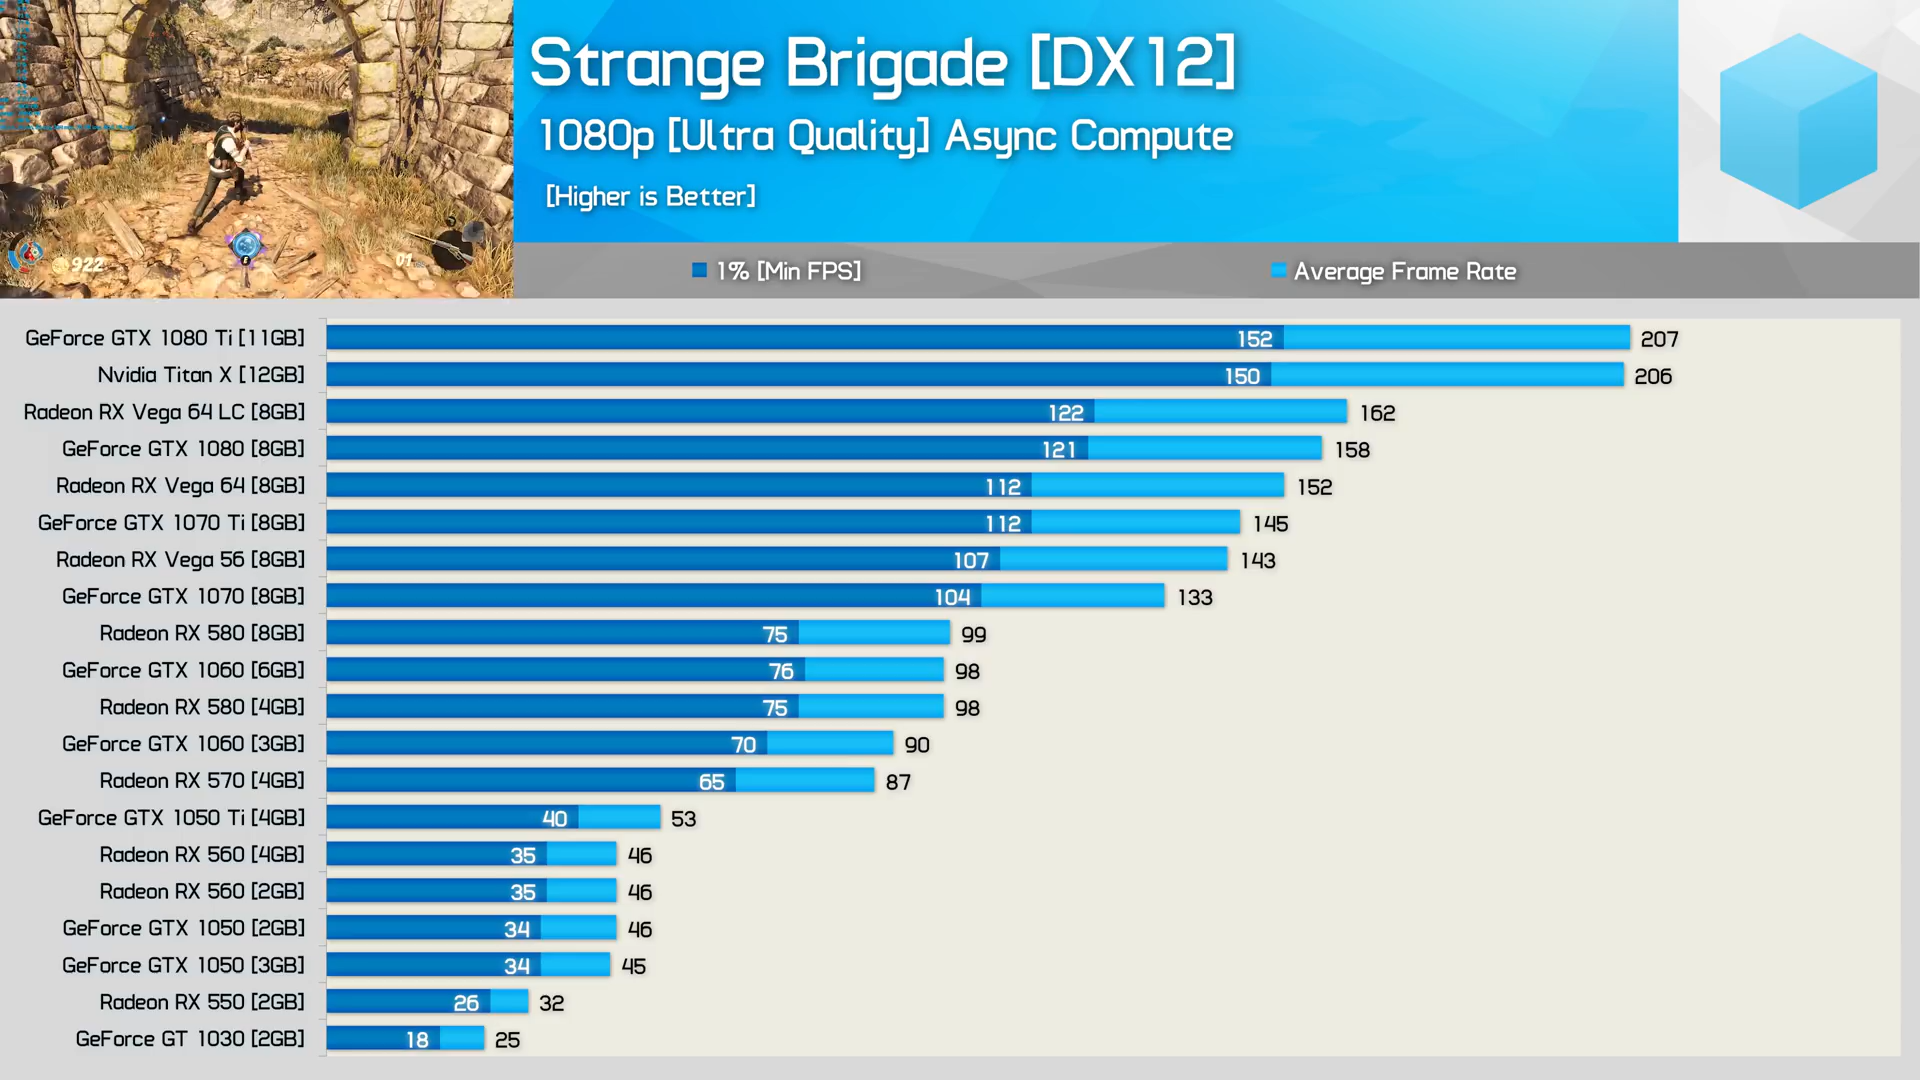 Strange Brigade [DX12]
1080p [Ultra Quality] Async Compute
[Higher is Better]
922
01
E
1% [Min FPS]
Average Frame Rate
GeForce GTX 1080 Ti [11GB] 152 207
Nvidia Titan X [12GB] 150 206
Radeon RX Vega 64 LC [8GB] 122 162
GeForce GTX 1080 [8GB] 121 158
Radeon RX Vega 64 [8GB] 112 152
GeForce GTX 1070 Ti [8GB] 112 145
Radeon RX Vega 56 [8GB] 107 143
GeForce GTX 1070 [8GB] 104 133
Radeon RX 580 [8GB] 75 99
GeForce GTX 1060 [6GB] 76 98
Radeon RX 580 [4GB] 75 98
GeForce GTX 1060 [3GB] 70 90
Radeon RX 570 [4GB] 65 87
GeForce GTX 1050 Ti [4GB] 40 53
Radeon RX 560 [4GB] 35 46
Radeon RX 560 [2GB] 35 46
GeForce GTX 1050 [2GB] 34 46
GeForce GTX 1050 [3GB] 34 45
Radeon RX 550 [2GB] 26 32
GeForce GT 1030 [2GB] 18 25